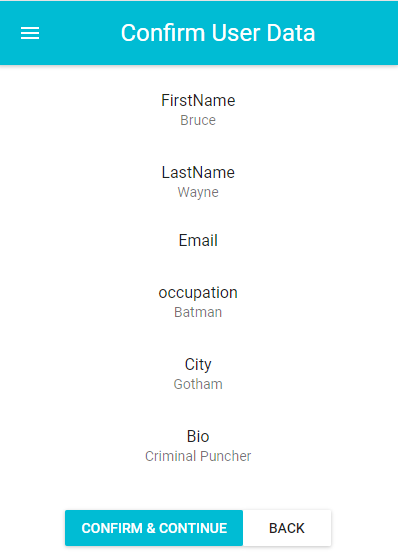 Confirm User Data
FirstName
Bruce
LastName
Wayne
Email
occupation
Batman
City
Gotham
Bio
Criminal Puncher
CONFIRM & CONTINUE
BACK